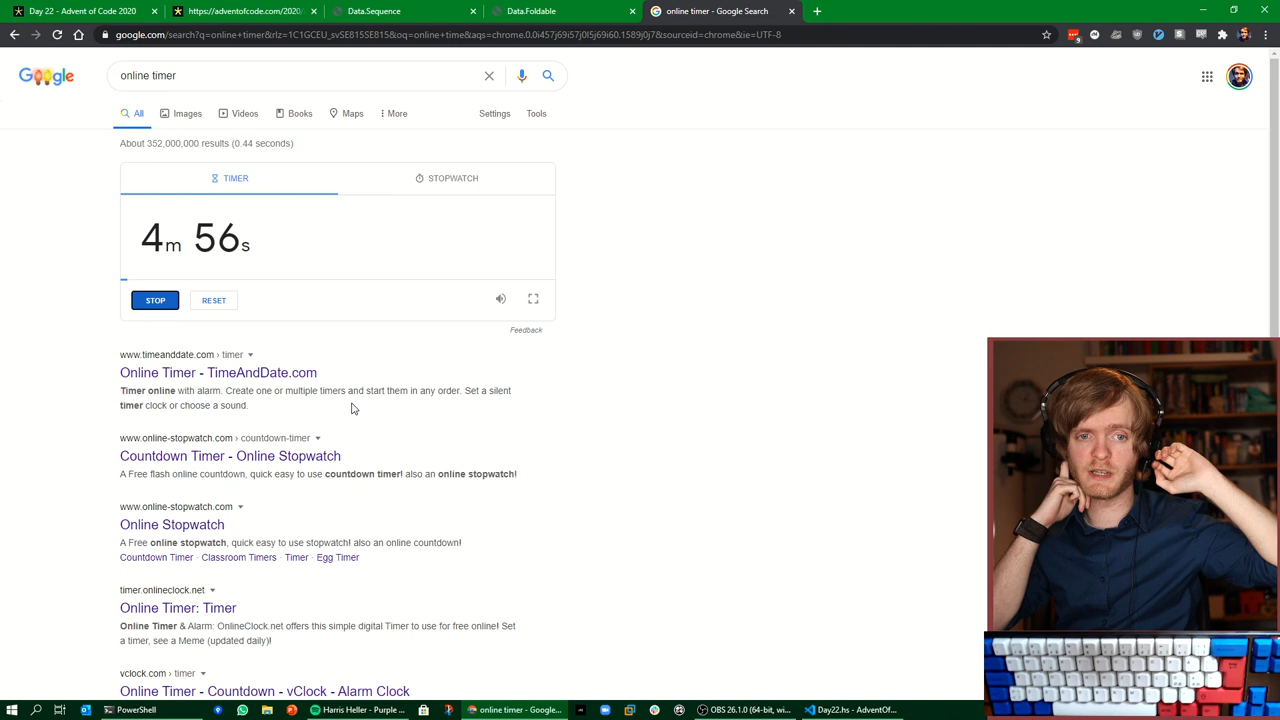 Day 22 - Advent of Code 2020
https://adventofcode.com/2020/
Data.Sequence
Data.Foldable
online timer - Google Search
google.com/search?q=online+timer&rlz=1C1GCEU_svSE815SE815&oq=online+time&aqs=chrome.0.0i457j69i57j0l5j69i60.1589j0j7&sourceid=chrome&ie=UTF-8
Google
online timer
All
Images
Videos
Books
Maps
More
Settings
Tools
About 352,000,000 results (0.44 seconds)
TIMER
STOPWATCH
4m 56s
STOP
RESET
Feedback
www.timeanddate.com › timer
Online Timer - TimeAndDate.com
Timer online with alarm. Create one or multiple timers and start them in any order. Set a silent
timer clock or choose a sound.
www.online-stopwatch.com › countdown-timer
Countdown Timer - Online Stopwatch
A Free flash online countdown, quick easy to use countdown timer! also an online stopwatch!
www.online-stopwatch.com
Online Stopwatch
A Free online stopwatch, quick easy to use stopwatch! also an online countdown!
Countdown Timer · Classroom Timers · Timer · Egg Timer
timer.onlineclock.net
Online Timer: Timer
Online Timer & Alarm: OnlineClock.net offers this simple digital Timer to use for free online! Set
a timer, see a Meme (updated daily)!
vclock.com › timer
Online Timer - Countdown - vClock - Alarm Clock
PowerShell
Harris Heller - Purple ...
online timer - Google...
OBS 26.1.0 (64-bit, w...
Day22.hs - AdventOf...